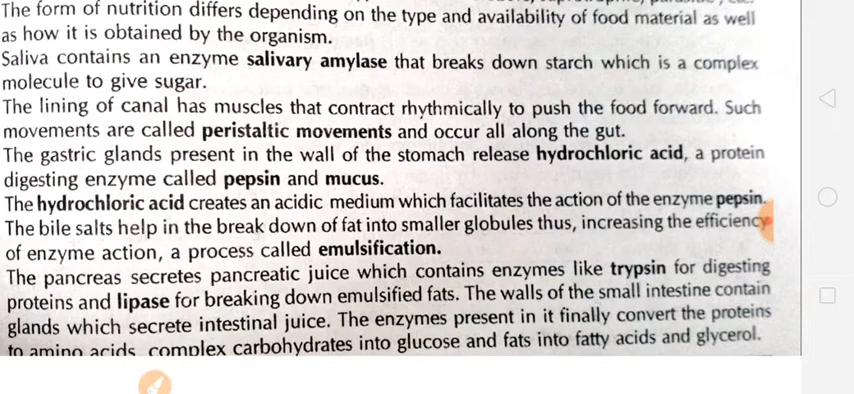 The form of nutrition differs depending on the type and availability of food material as well
as how it is obtained by the organism.
Saliva contains an enzyme salivary amylase that breaks down starch which is a complex
molecule to give sugar.
The lining of canal has muscles that contract rhythmically to push the food forward. Such
movements are called peristaltic movements and occur all along the gut.
The gastric glands present in the wall of the stomach release hydrochloric acid, a protein
digesting enzyme called pepsin and mucus.
The hydrochloric acid creates an acidic medium which facilitates the action of the enzyme pepsin.
The bile salts help in the break down of fat into smaller globules thus, increasing the efficiency
of enzyme action, a process called emulsification.
The pancreas secretes pancreatic juice which contains enzymes like trypsin for digesting
proteins and lipase for breaking down emulsified fats. The walls of the small intestine contain
glands which secrete intestinal juice. The enzymes present in it finally convert the proteins
to amino acids, complex carbohydrates into glucose and fats into fatty acids and glycerol.